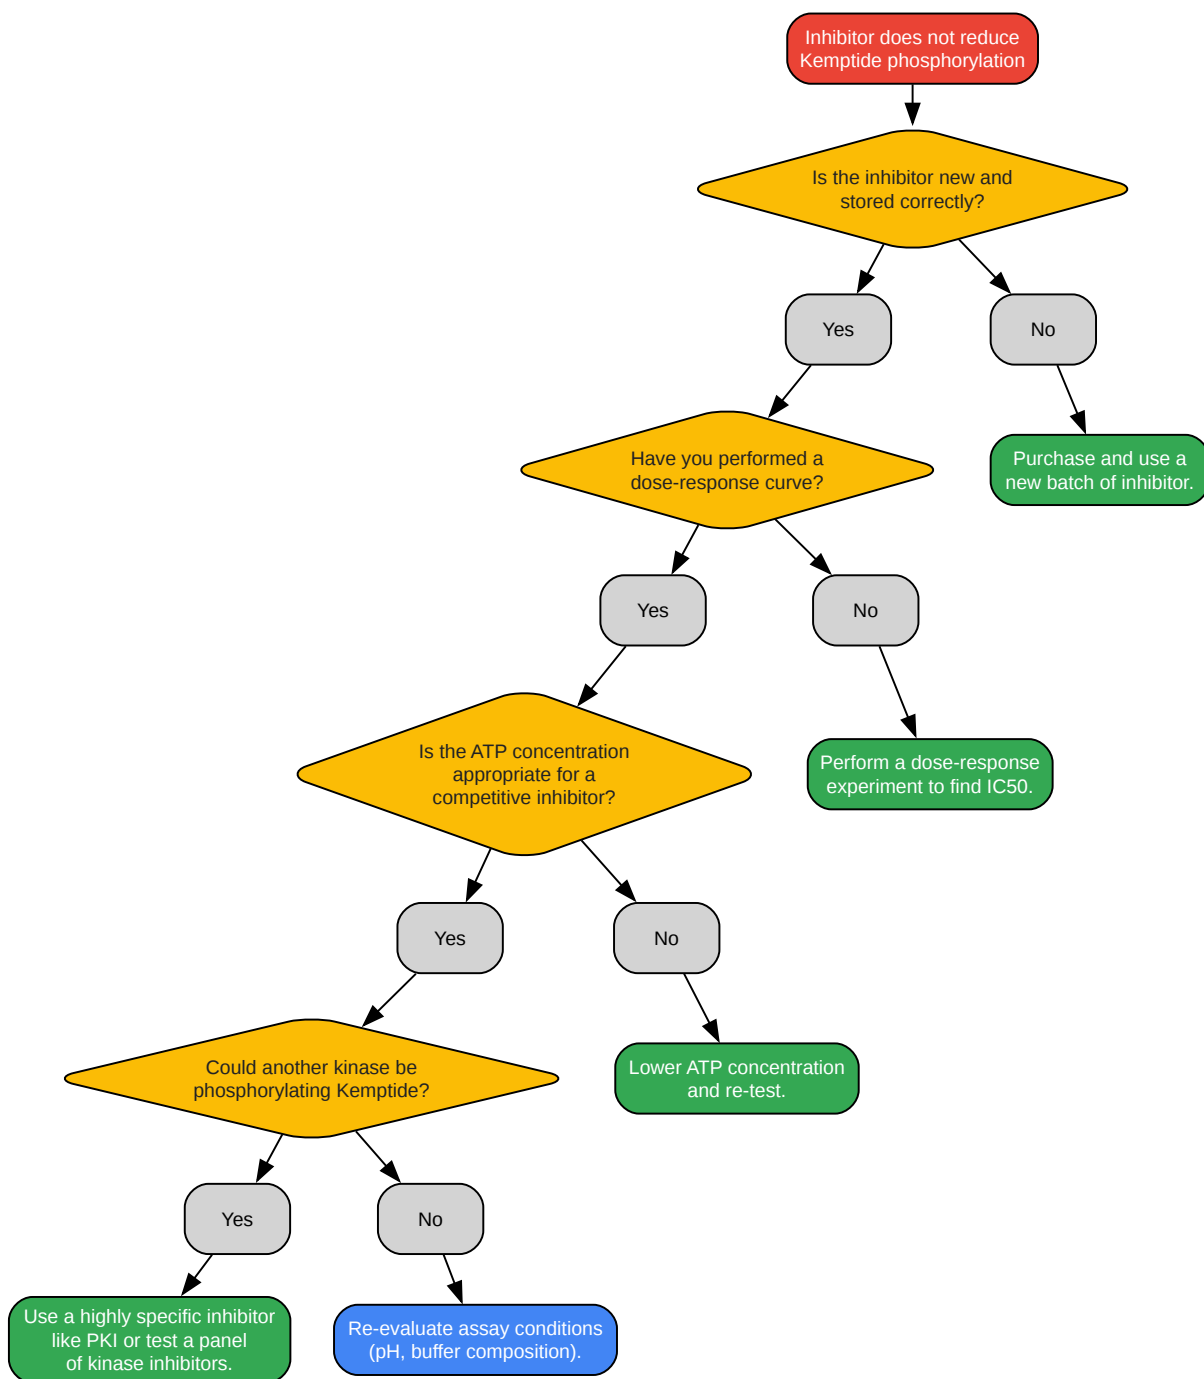 Inhibitor does not reduce
Kemptide phosphorylation
Is the inhibitor new and
stored correctly?
Yes
No
Have you performed a
dose-response curve?
Purchase and use a
new batch of inhibitor.
Yes
No
Is the ATP concentration
appropriate for a
competitive inhibitor?
Perform a dose-response
experiment to find IC50.
Yes
No
Could another kinase be
phosphorylating Kemptide?
Lower ATP concentration
and re-test.
Yes
No
Use a highly specific inhibitor
like PKI or test a panel
of kinase inhibitors.
Re-evaluate assay conditions
(pH, buffer composition).